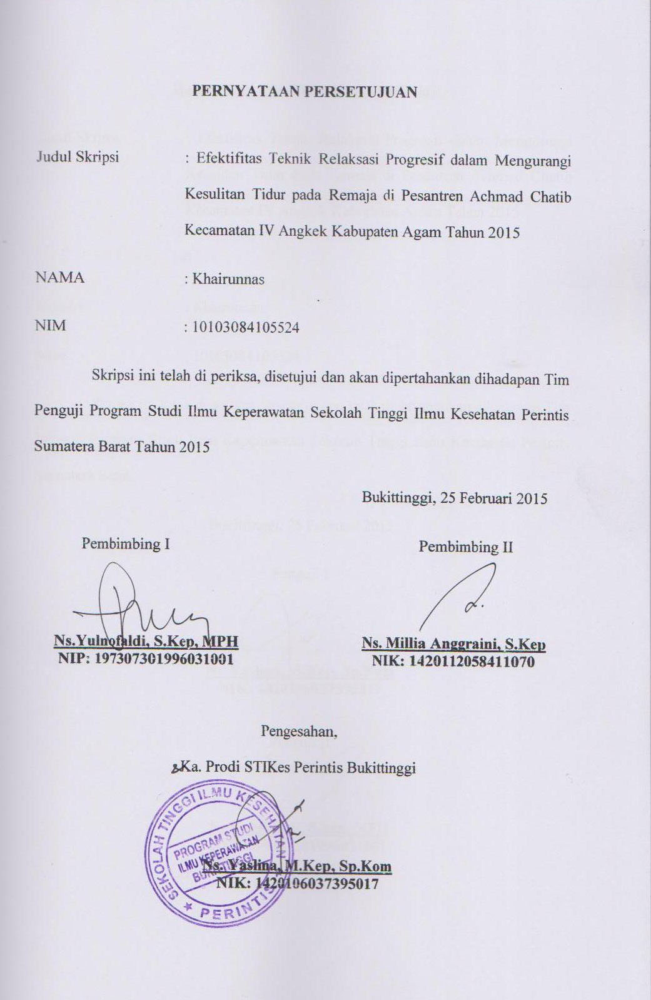 PERNYATAAN PERSETUJUAN
Judul Skripsi : Efektifitas Teknik Relaksasi Progresif dalam Mengurangi
Kesulitan Tidur pada Remaja di Pesantren Achmad Chatib
Kecamatan IV Angkek Kabupaten Agam Tahun 2015
NAMA : Khairunnas
NIM : 10103084105524
Skripsi ini telah di periksa, disetujui dan akan dipertahankan dihadapan Tim
Penguji Program Studi Ilmu Keperawatan Sekolah Tinggi Ilmu Kesehatan Perintis
Sumatera Barat Tahun 2015
Bukittinggi, 25 Februari 2015
Pembimbing I Pembimbing II
Ns.Yulnofaldi, S.Kep, MPH Ns. Millia Anggraini, S.Kep
NIP: 197307301996031001 NIK: 1420112058411070
Pengesahan,
Ka. Prodi STIKes Perintis Bukittinggi
SEKOLAH TINGGI ILMU KESEHATAN
PROGRAM STUDI
ILMU KEPERAWATAN
BUKITTINGGI
PERINTIS
Ns. Yaslina, M.Kep, Sp.Kom
NIK: 1420106037395017